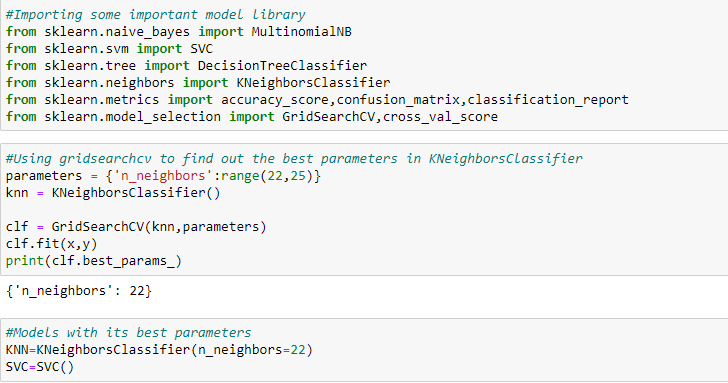 #Importing some important model library
from sklearn.naive_bayes import MultinomialNB
from sklearn.svm import SVC
from sklearn.tree import DecisionTreeClassifier
from sklearn.neighbors import KNeighborsClassifier
from sklearn.metrics import accuracy_score,confusion_matrix,classification_report
from sklearn.model_selection import GridSearchCV,cross_val_score
#Using gridsearchcv to find out the best parameters in KNeighborsClassifier
parameters = {'n_neighbors':range(22,25)}
knn = KNeighborsClassifier()
clf = GridSearchCV(knn,parameters)
clf.fit(x,y)
print(clf.best_params_)
{'n_neighbors': 22}
#Models with its best parameters
KNN=KNeighborsClassifier(n_neighbors=22)
SVC=SVC()